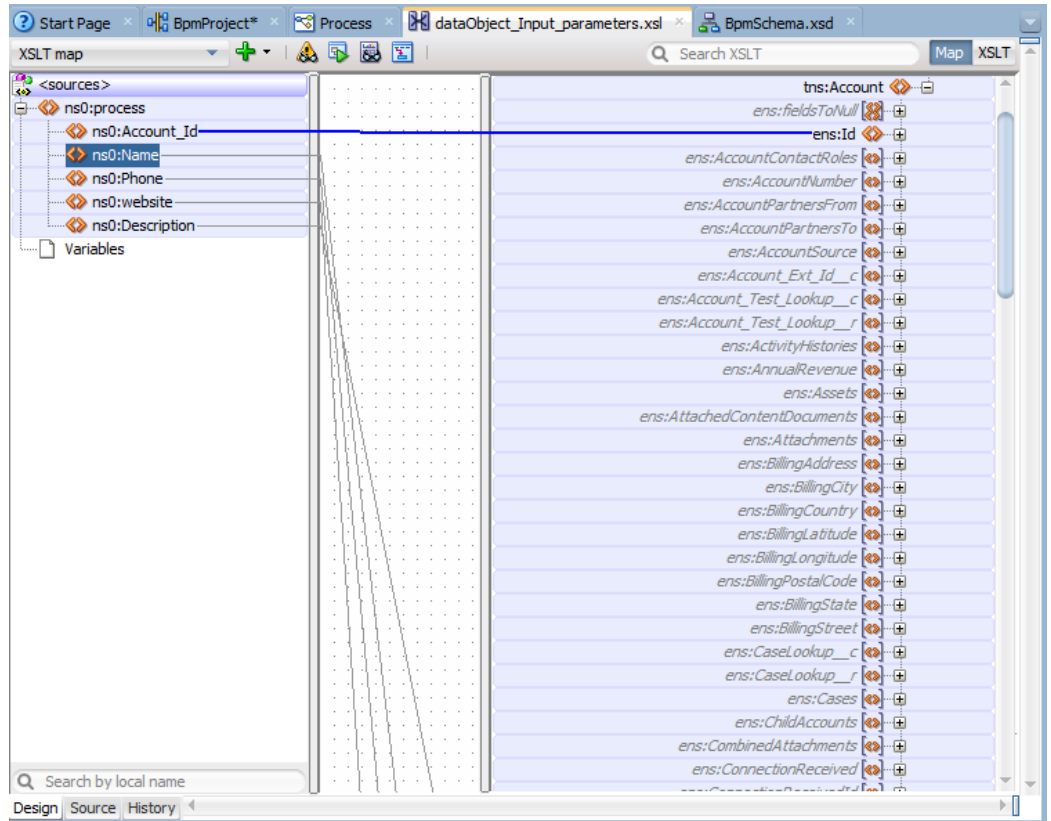 Start Page BpmProject* Process dataObject_Input_parameters.xsl BpmSchema.xsd
XSLT map Search XSLT Map XSLT
<sources>
ns0:process
ns0:Account_Id
ns0:Name
ns0:Phone
ns0:website
ns0:Description
Variables
Search by local name
tns:Account
ens:fieldsToNull
ens:Id
ens:AccountContactRoles
ens:AccountNumber
ens:AccountPartnersFrom
ens:AccountPartnersTo
ens:AccountSource
ens:Account_Ext_Id__c
ens:Account_Test_Lookup__c
ens:Account_Test_Lookup__r
ens:ActivityHistories
ens:AnnualRevenue
ens:Assets
ens:AttachedContentDocuments
ens:Attachments
ens:BillingAddress
ens:BillingCity
ens:BillingCountry
ens:BillingLatitude
ens:BillingLongitude
ens:BillingPostalCode
ens:BillingState
ens:BillingStreet
ens:CaseLookup__c
ens:CaseLookup__r
ens:Cases
ens:ChildAccounts
ens:CombinedAttachments
ens:ConnectionReceived
Design Source History